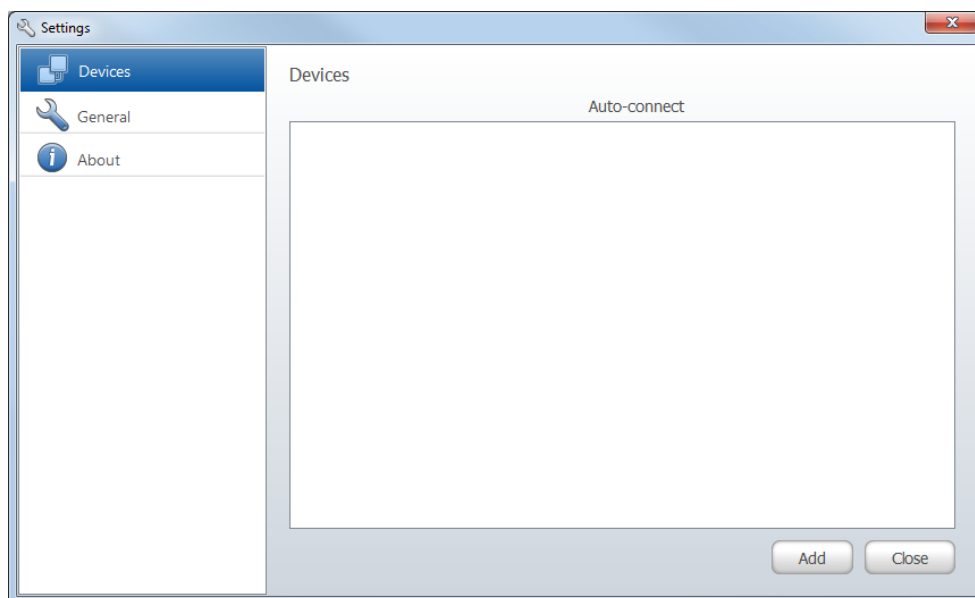 Settings
Devices
General
About
Devices
Auto-connect
Add
Close